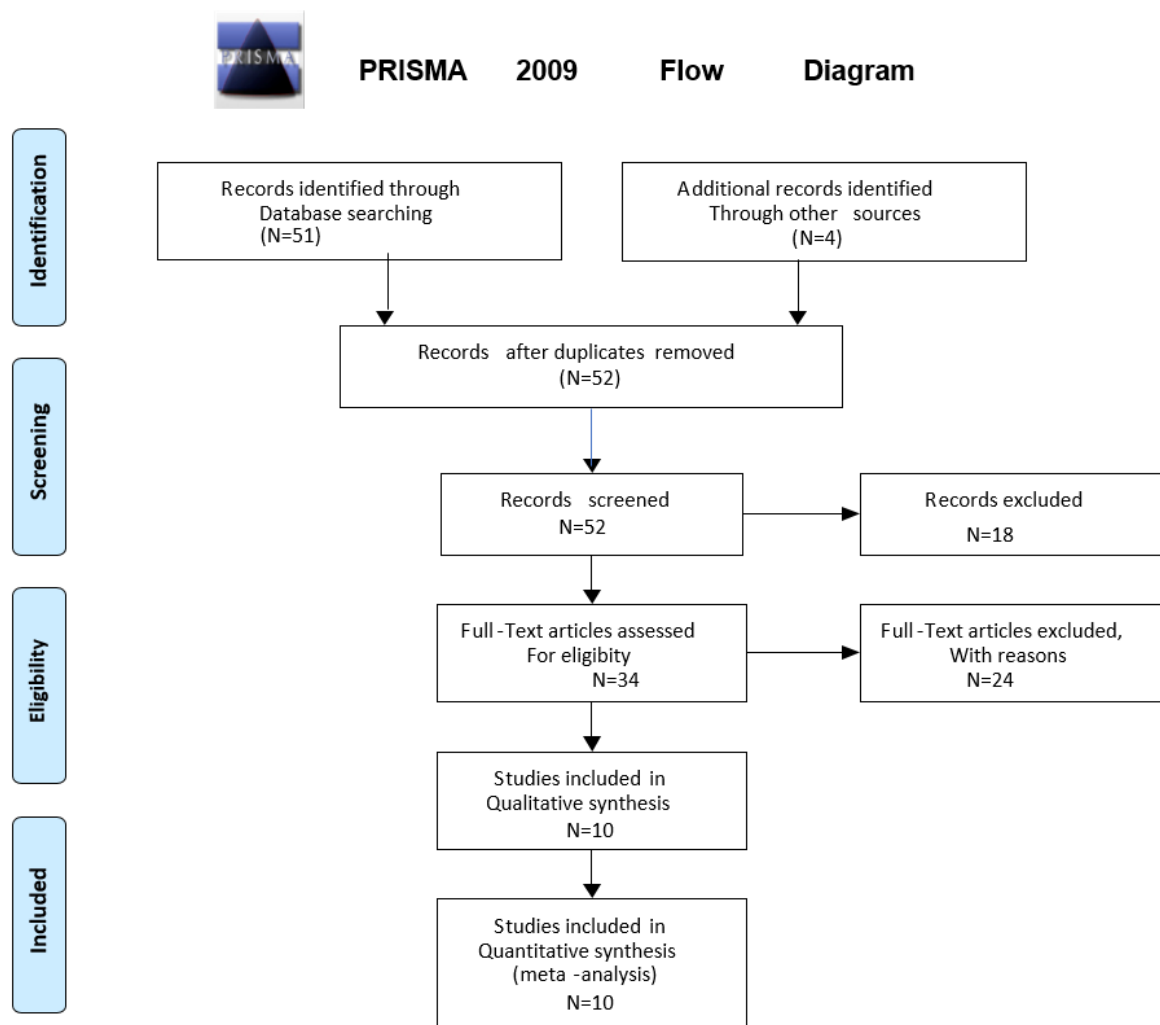 PRISMA
PRISMA 2009 Flow Diagram
Identification
Records identified through
Database searching
(N=51)
Additional records identified
Through other sources
(N=4)
Records after duplicates removed
(N=52)
Screening
Records screened
N=52
Records excluded
N=18
Eligibility
Full-Text articles assessed
For eligibity
N=34
Full-Text articles excluded,
With reasons
N=24
Studies included in
Qualitative synthesis
N=10
Included
Studies included in
Quantitative synthesis
(meta-analysis)
N=10